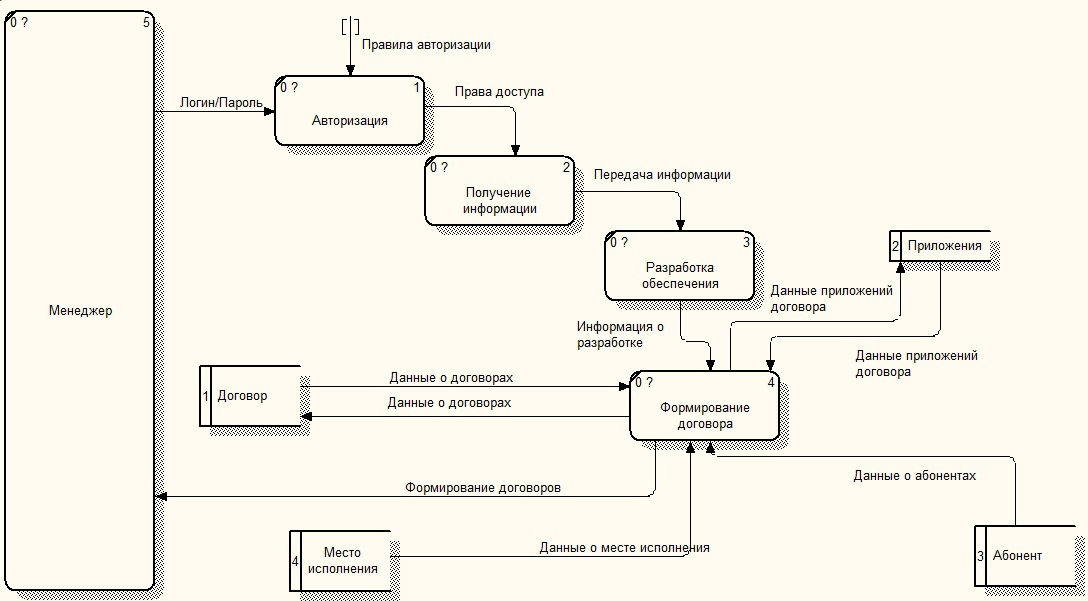 0 ?
5
Менеджер
Правила авторизации
Логин/Пароль
0 ?
1
Авторизация
Права доступа
0 ?
2
Получение
информации
Передача информации
0 ?
3
Разработка
обеспечения
2
Приложения
Данные приложений
договора
Информация о
разработке
Данные приложений
договора
1
Договор
Данные о договорах
Данные о договорах
0 ?
4
Формирование
договора
Формирование договоров
Данные о абонентах
4
Место
исполнения
Данные о месте исполнения
3
Абонент